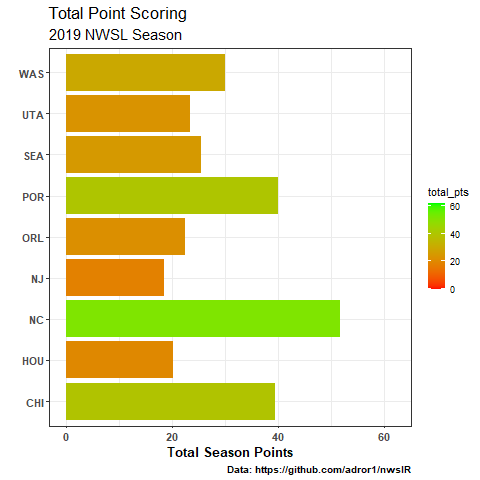 Total Point Scoring
2019 NWSL Season
WAS
UTA
SEA
POR
ORL
NJ
NC
HOU
CHI
0 20 40 60
Total Season Points
total_pts
60
40
20
0
Data: https://github.com/adror1/nwslR